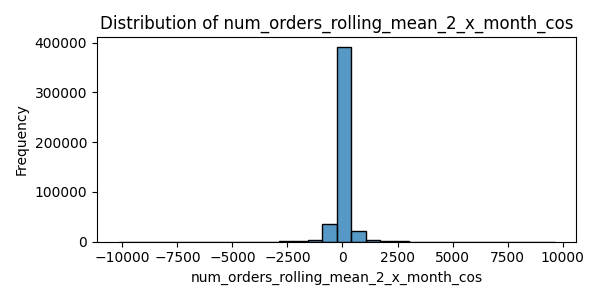 Distribution of num_orders_rolling_mean_2_x_month_cos
Frequency
400000
300000
200000
100000
0
−10000 −7500 −5000 −2500 0 2500 5000 7500 10000
num_orders_rolling_mean_2_x_month_cos